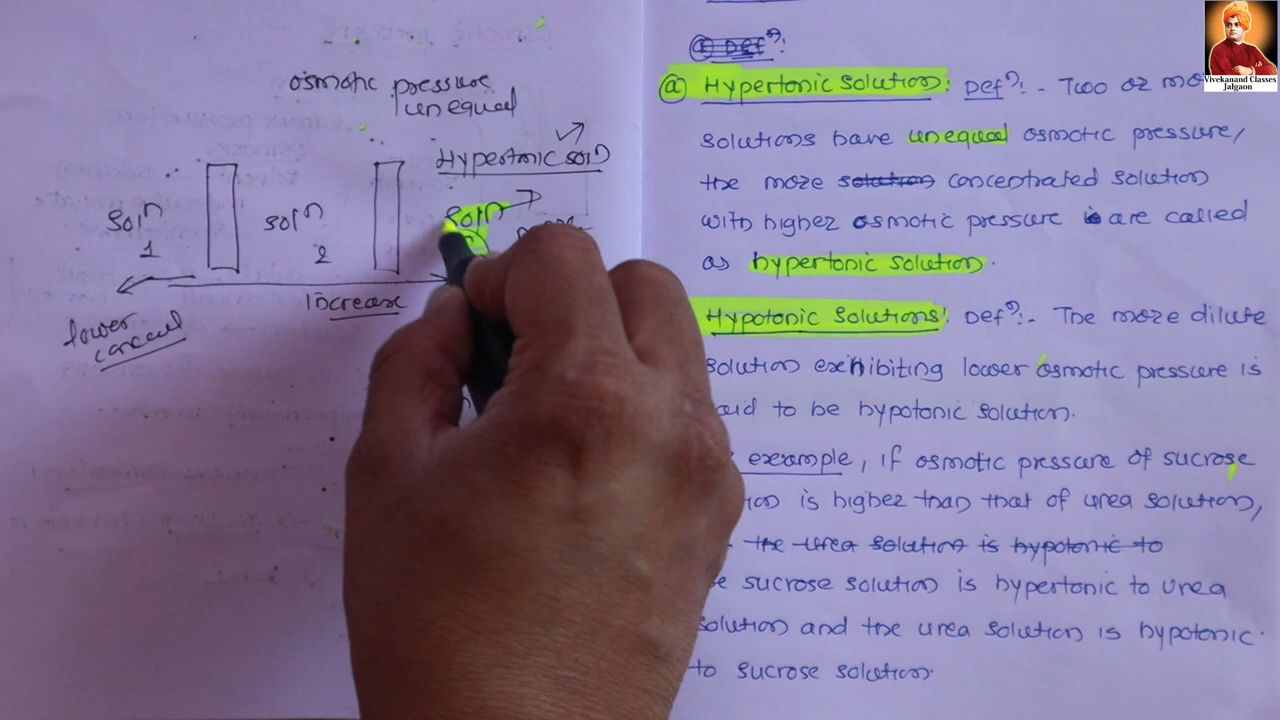 osmotic pressure
unequal
Hypertonic soln
soln
1
soln
2
soln
Increase
lower
concen
(a) Hypertonic Solution: Defn:- Two or mo
solutions have unequal osmotic pressure,
the more solution concentrated solution
with higher osmotic pressure is are called
as hypertonic solution.
Hypotonic Solutions: Defn:- The more dilute
solution exhibiting lower osmotic pressure is
aid to be hypotonic solution.
example, if osmotic pressure of sucrose
ion is higher than that of urea solution,
the urea solution is hypotonic to
e sucrose solution is hypertonic to urea
solution and the urea solution is hypotonic
to sucrose solution.
Vivekanand Classes
Jalgaon